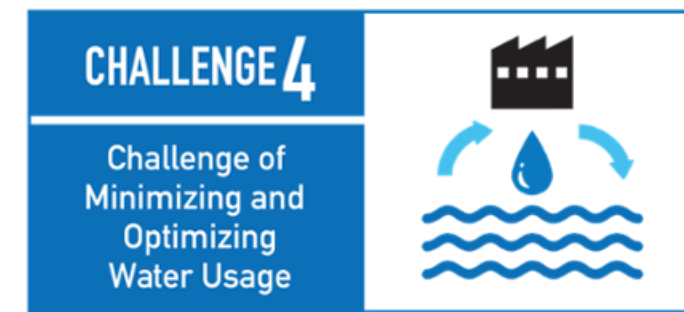 CHALLENGE 4
Challenge of
Minimizing and
Optimizing
Water Usage